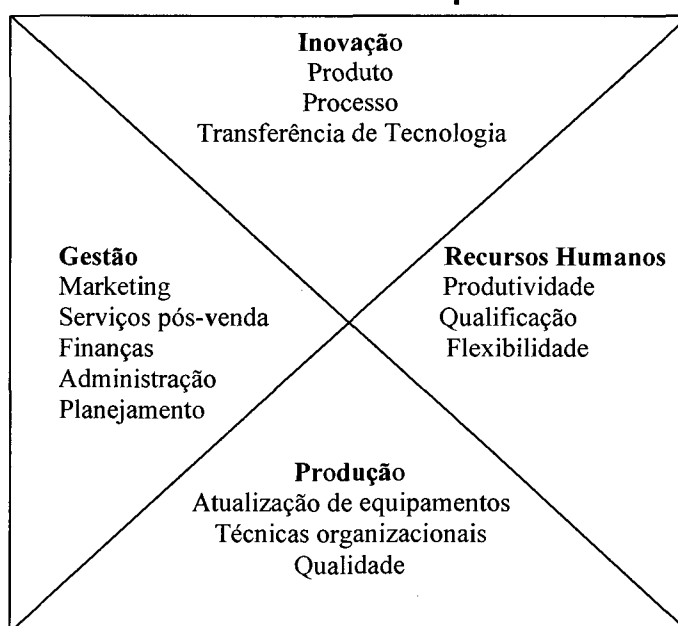 Inovação
Produto
Processo
Transferência de Tecnologia
Gestão
Marketing
Serviços pós-venda
Finanças
Administração
Planejamento
Recursos Humanos
Produtividade
Qualificação
Flexibilidade
Produção
Atualização de equipamentos
Técnicas organizacionais
Qualidade